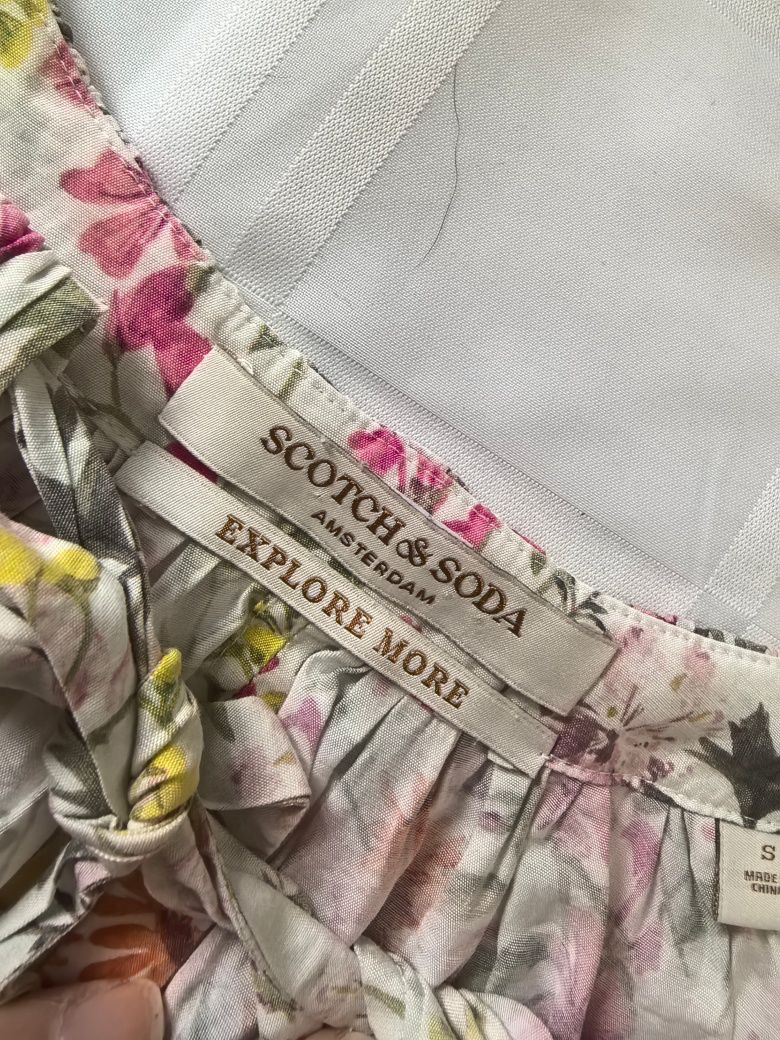 SCOTCH & SODA
AMSTERDAM
EXPLORE MORE
S
MADE
CHIN